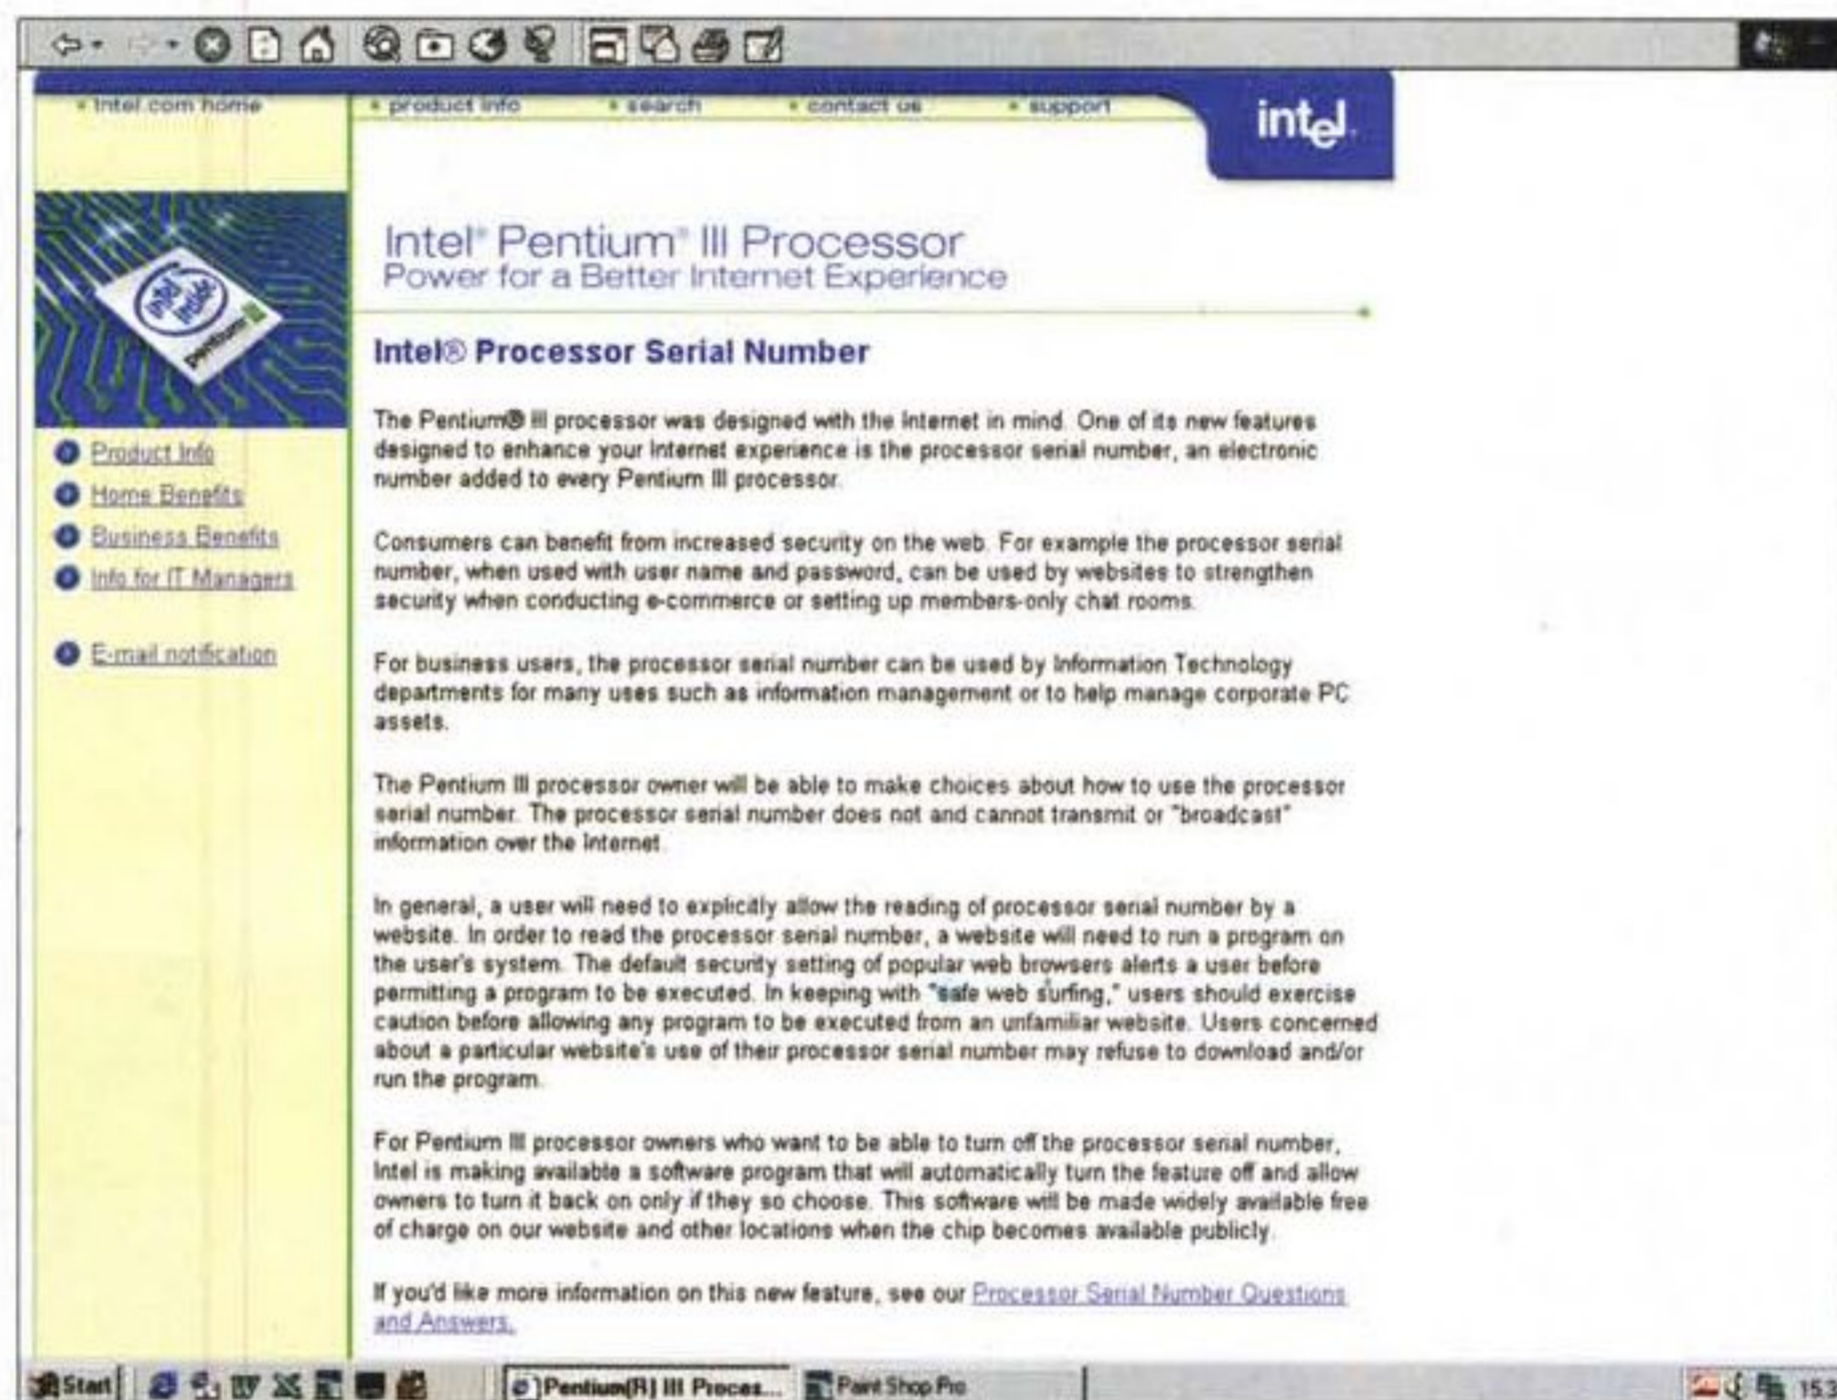 • Intel.com home • product info • search • contact us • support
intel.
Intel® Pentium® III Processor
Power for a Better Internet Experience
intel inside
pentium III
Intel® Processor Serial Number
The Pentium® III processor was designed with the Internet in mind. One of its new features
designed to enhance your Internet experience is the processor serial number, an electronic
number added to every Pentium III processor.
Product Info
Home Benefits
Business Benefits
Info for IT Managers
E-mail notification
Consumers can benefit from increased security on the web. For example the processor serial
number, when used with user name and password, can be used by websites to strengthen
security when conducting e-commerce or setting up members-only chat rooms.
For business users, the processor serial number can be used by Information Technology
departments for many uses such as information management or to help manage corporate PC
assets.
The Pentium III processor owner will be able to make choices about how to use the processor
serial number. The processor serial number does not and cannot transmit or "broadcast"
information over the Internet.
In general, a user will need to explicitly allow the reading of processor serial number by a
website. In order to read the processor serial number, a website will need to run a program on
the user's system. The default security setting of popular web browsers alerts a user before
permitting a program to be executed. In keeping with "safe web surfing," users should exercise
caution before allowing any program to be executed from an unfamiliar website. Users concerned
about a particular website's use of their processor serial number may refuse to download and/or
run the program.
For Pentium III processor owners who want to be able to turn off the processor serial number,
Intel is making available a software program that will automatically turn the feature off and allow
owners to turn it back on only if they so choose. This software will be made widely available free
of charge on our website and other locations when the chip becomes available publicly.
If you'd like more information on this new feature, see our Processor Serial Number Questions
and Answers.
Start Pentium(R) III Proces... Paint Shop Pro